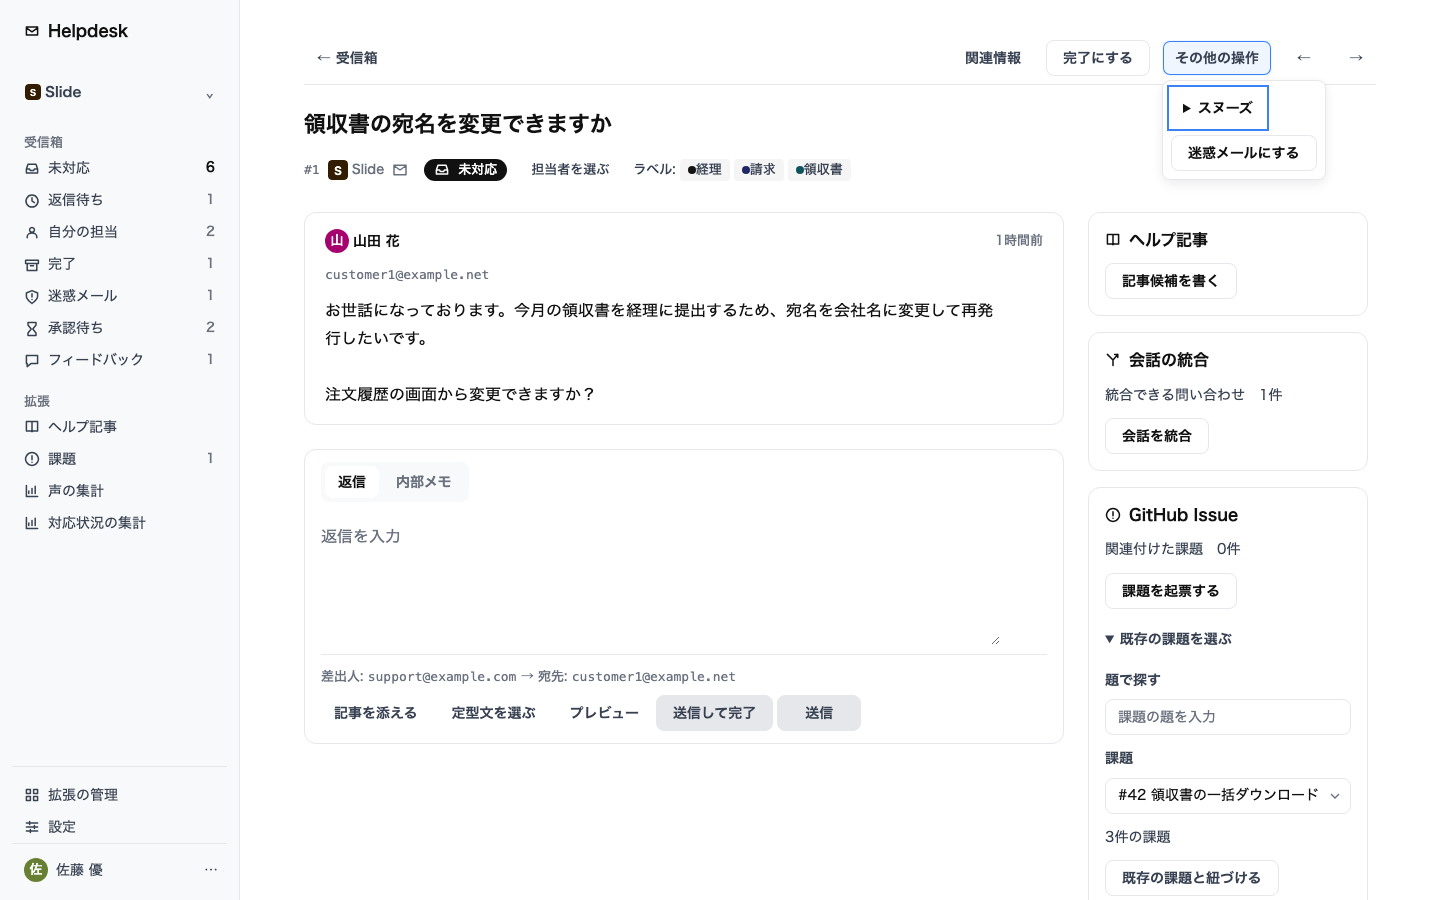 Helpdesk
S Slide
受信箱
未対応 6
返信待ち 1
自分の担当 2
完了 1
迷惑メール 1
承認待ち 2
フィードバック 1
拡張
ヘルプ記事
課題 1
声の集計
対応状況の集計
拡張の管理
設定
佐 佐藤 優 …
← 受信箱
関連情報 完了にする その他の操作 ← →
▶ スヌーズ
迷惑メールにする
領収書の宛名を変更できますか
#1 S Slide 未対応 担当者を選ぶ ラベル: 経理 請求 領収書
山 山田 花 1時間前
customer1@example.net
お世話になっております。今月の領収書を経理に提出するため、宛名を会社名に変更して再発
行したいです。
注文履歴の画面から変更できますか？
返信 内部メモ
返信を入力
差出人: support@example.com → 宛先: customer1@example.net
記事を添える 定型文を選ぶ プレビュー 送信して完了 送信
ヘルプ記事
記事候補を書く
会話の統合
統合できる問い合わせ 1件
会話を統合
GitHub Issue
関連付けた課題 0件
課題を起票する
▼ 既存の課題を選ぶ
題で探す
課題の題を入力
課題
#42 領収書の一括ダウンロード
3件の課題
既存の課題と紐づける